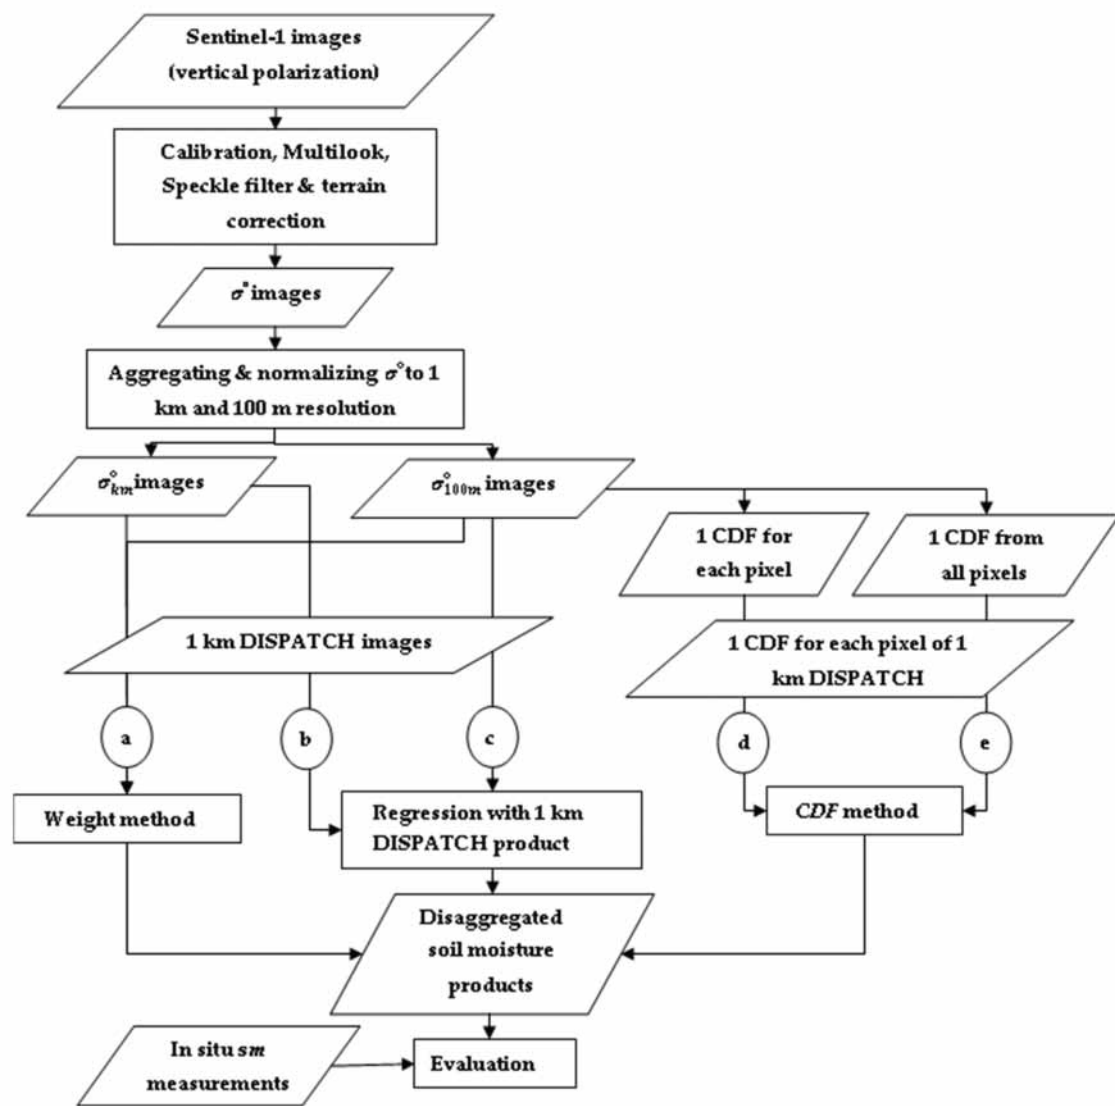 Sentinel-1 images
(vertical polarization)
Calibration, Multilook,
Speckle filter & terrain
correction
σ° images
Aggregating & normalizing σ° to 1
km and 100 m resolution
σ°km images
σ°100m images
1 CDF for
each pixel
1 CDF from
all pixels
1 km DISPATCH images
1 CDF for each pixel of 1
km DISPATCH
a
b
c
d
e
Weight method
Regression with 1 km
DISPATCH product
CDF method
Disaggregated
soil moisture
products
In situ sm
measurements
Evaluation